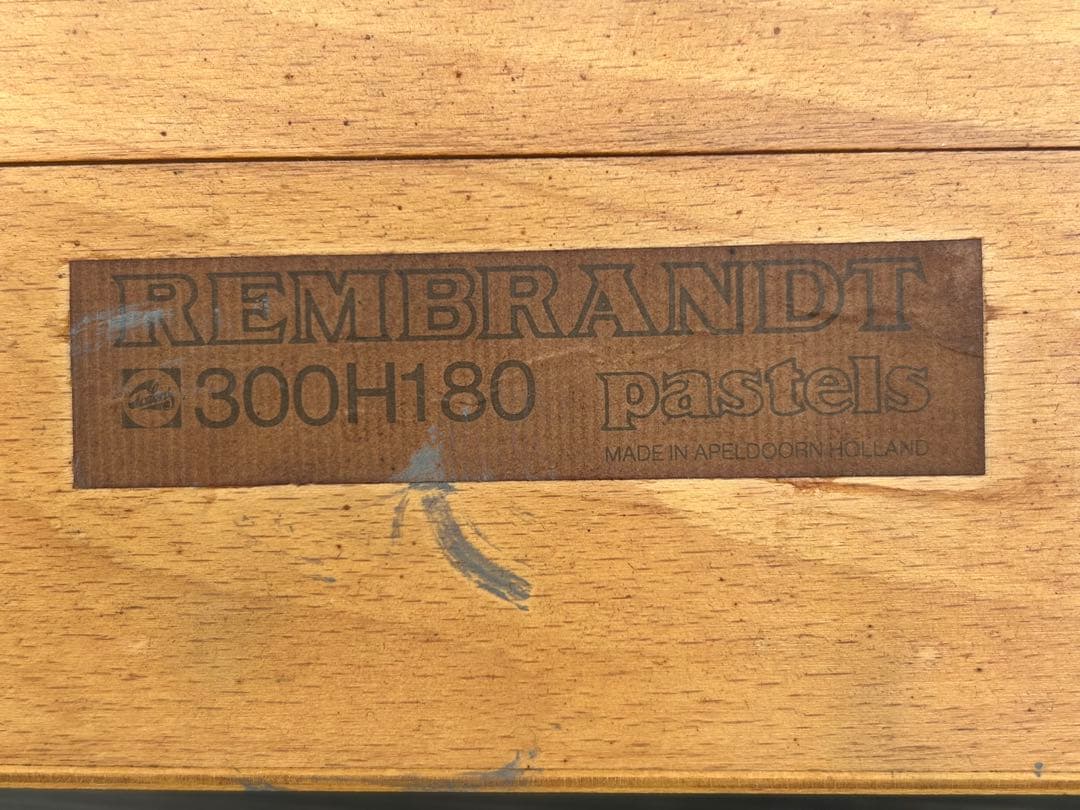 REMBRANDT
300H180 pastels
MADE IN APELDOORN HOLLAND